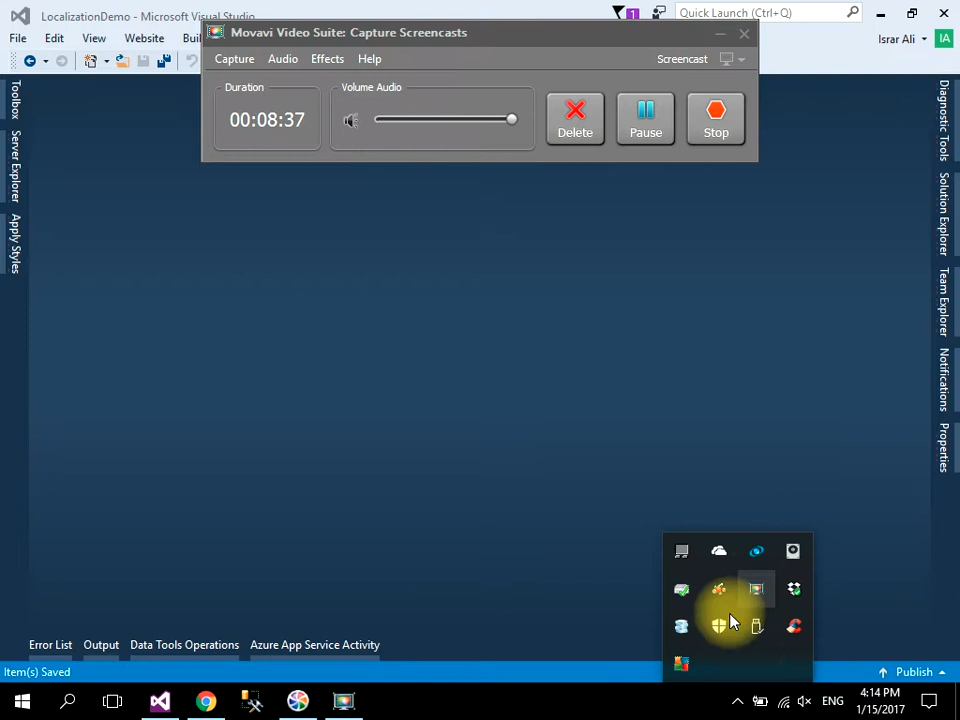 LocalizationDemo - Microsoft Visual Studio
1
Quick Launch (Ctrl+Q)
File Edit View Website
Israr Ali
IA
Movavi Video Suite: Capture Screencasts
Capture Audio Effects Help
Screencast
Duration
00:08:37
Volume Audio
Delete
Pause
Stop
Toolbox
Server Explorer
Apply Styles
Diagnostic Tools
Solution Explorer
Team Explorer
Notifications
Properties
Error List Output Data Tools Operations Azure App Service Activity
Item(s) Saved
Publish
ENG
4:14 PM
1/15/2017